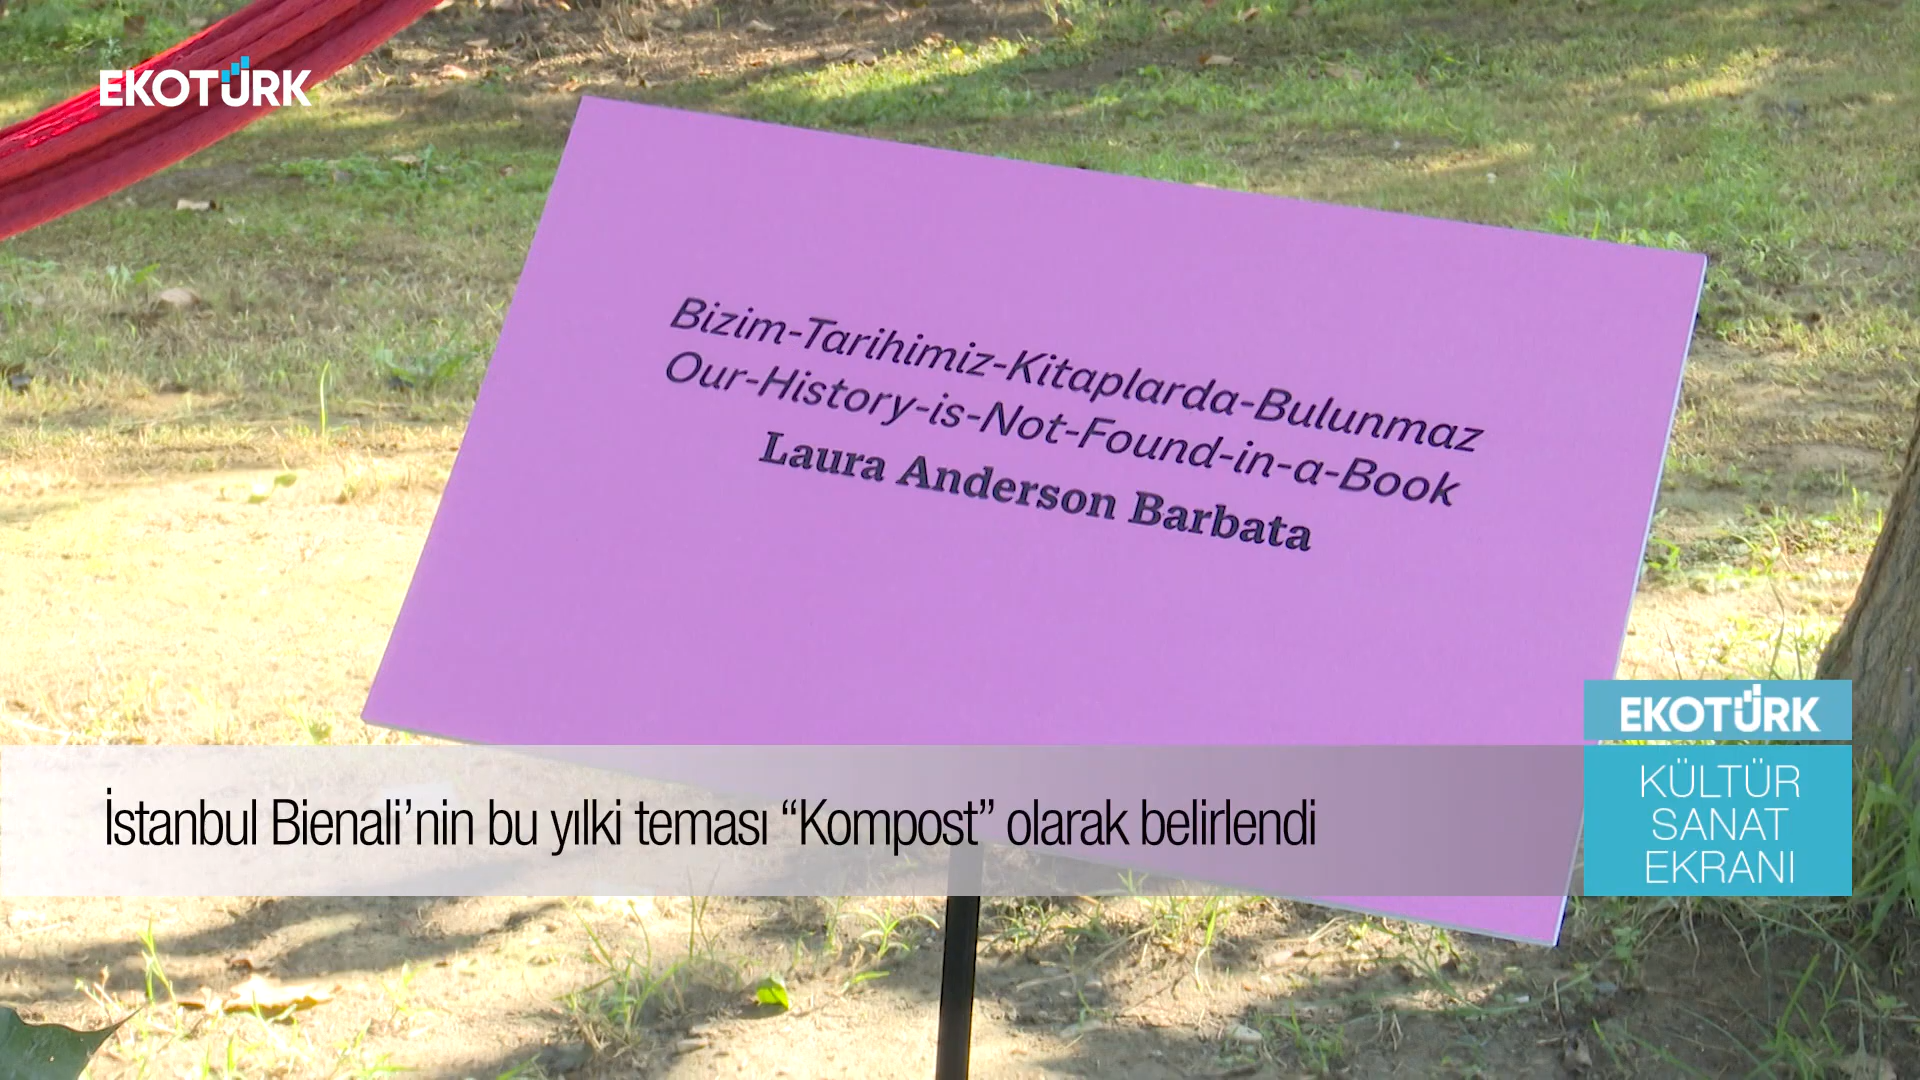 EKOTÜRK
Bizim-Tarihimiz-Kitaplarda-Bulunmaz
Our-History-is-Not-Found-in-a-Book
Laura Anderson Barbata
EKOTÜRK
İstanbul Bienali’nin bu yılki teması “Kompost” olarak belirlendi
KÜLTÜR
SANAT
EKRANI